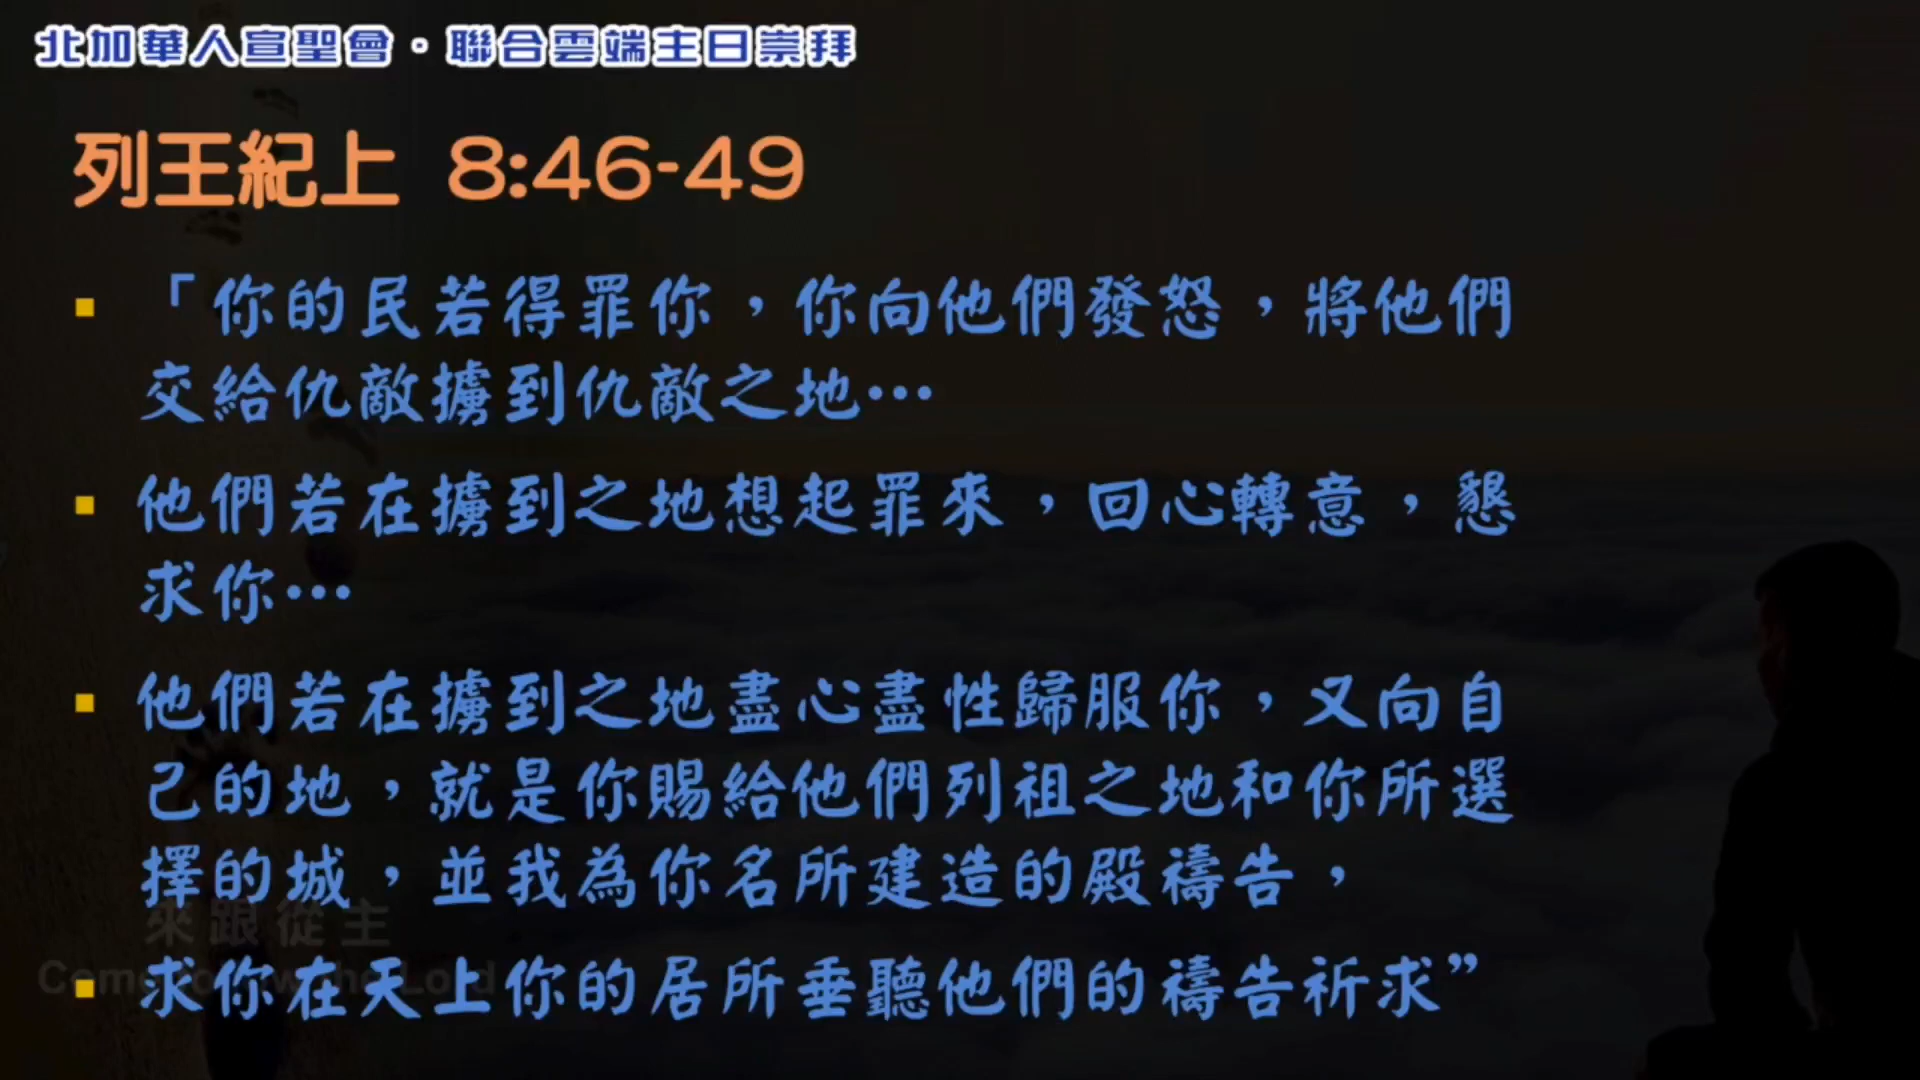 北加華人宣聖會·聯合雲端主日崇拜
列王紀上 8:46-49
「你的民若得罪你，你向他們發怒，將他們
交給仇敵擄到仇敵之地…
他們若在擄到之地想起罪來，回心轉意，懇
求你…
他們若在擄到之地盡心盡性歸服你，又向自
己的地，就是你賜給他們列祖之地和你所選
擇的城，並我為你名所建造的殿禱告，
來跟從主
求你在天上你的居所垂聽他們的禱告祈求”